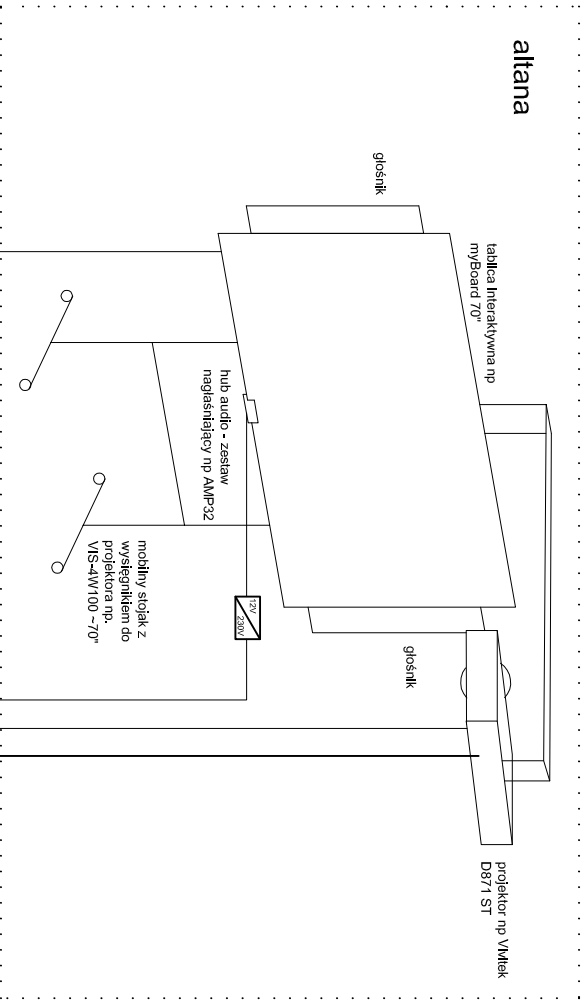 altana
głośnik
tablica Interaktywna np
myBoard 70"
hub audio - zestaw
nagłaśniający np AMP32
mobilny stojak z
wysięgnikiem do
projektora np.
VIS-4W100 ~70"
12V
230V
głośnik
projektor np Vivitek
D871 ST